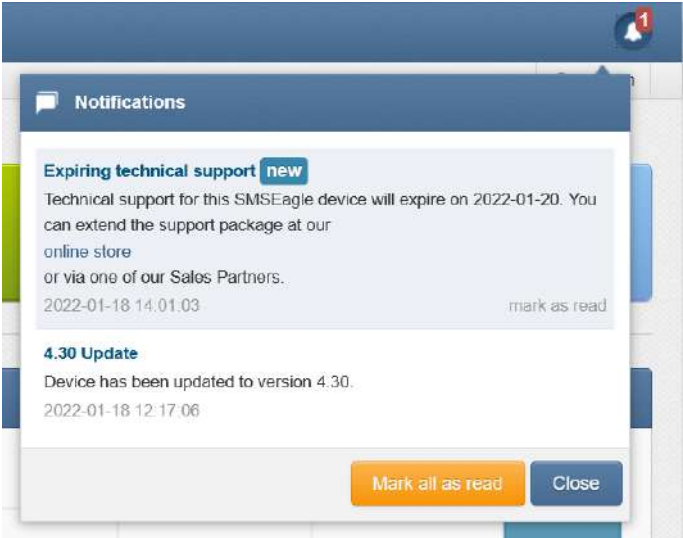 1
Notifications
Expiring technical support new
Technical support for this SMSEagle device will expire on 2022-01-20. You
can extend the support package at our
online store
or via one of our Sales Partners.
2022-01-18 14:01:03
mark as read
4.30 Update
Device has been updated to version 4.30.
2022-01-18 12:17:06
Mark all as read
Close